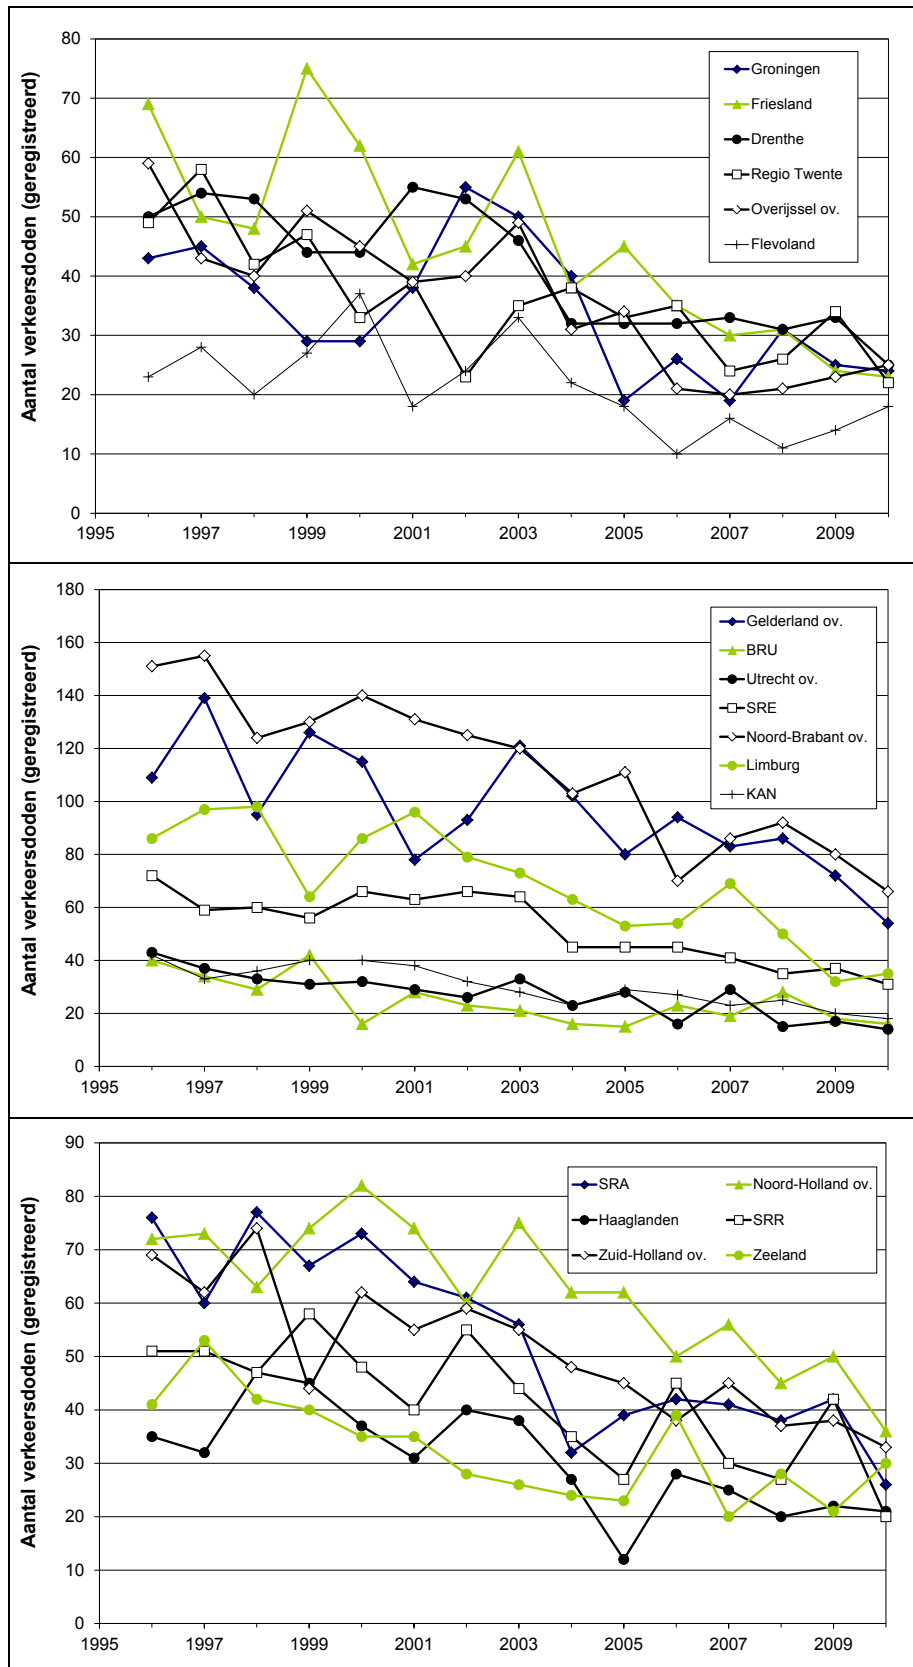 Aantal verkeersdoden (geregistreerd)
80
70
60
50
40
30
20
10
0
1995 1997 1999 2001 2003 2005 2007 2009
Groningen
Friesland
Drenthe
Regio Twente
Overijssel ov.
Flevoland
Aantal verkeersdoden (geregistreerd)
180
160
140
120
100
80
60
40
20
0
1995 1997 1999 2001 2003 2005 2007 2009
Gelderland ov.
BRU
Utrecht ov.
SRE
Noord-Brabant ov.
Limburg
KAN
Aantal verkeersdoden (geregistreerd)
90
80
70
60
50
40
30
20
10
0
1995 1997 1999 2001 2003 2005 2007 2009
SRA Noord-Holland ov.
Haaglanden SRR
Zuid-Holland ov. Zeeland